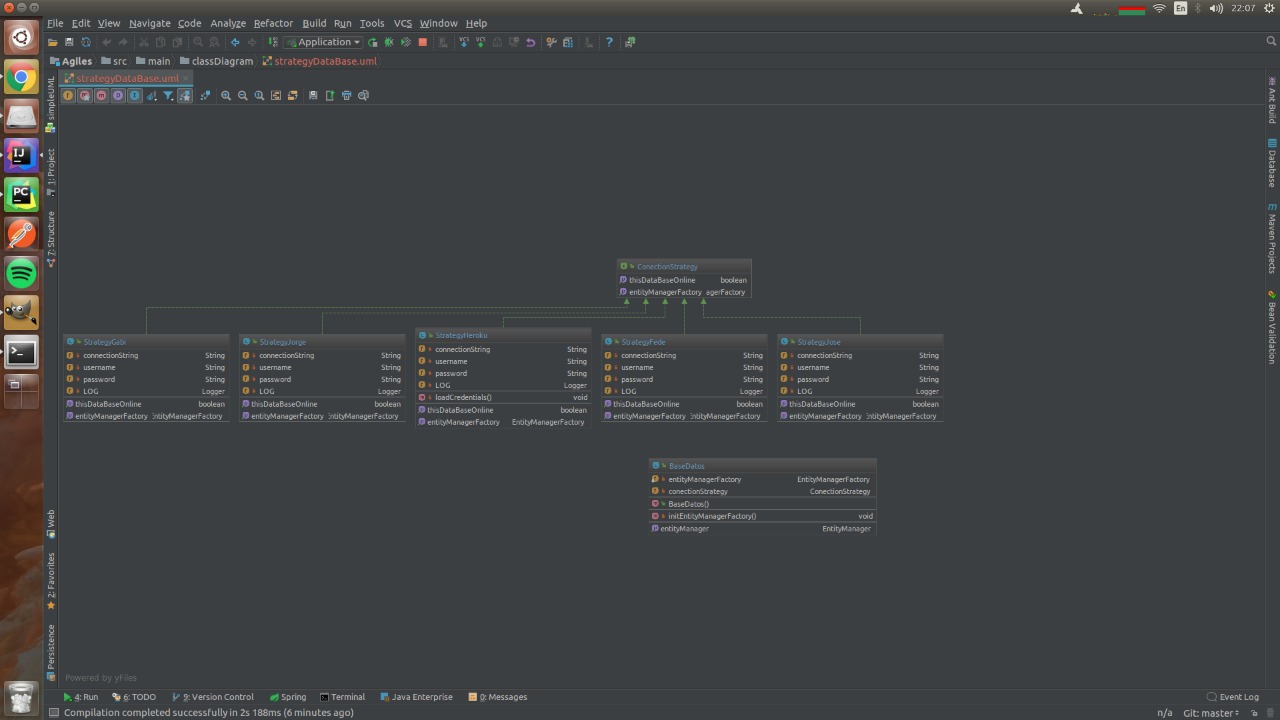 En 22:07
File Edit View Navigate Code Analyze Refactor Build Run Tools VCS Window Help
Application
Agiles src main classDiagram strategyDataBase.uml
strategyDataBase.uml
simpleUML
1: Project
7: Structure
Web
2: Favorites
Persistence
Ant Build
Database
Maven Projects
Bean Validation
ConectionStrategy
thisDataBaseOnline boolean
entityManagerFactory agerFactory
StrategyGabi
connectionString String
username String
password String
LOG Logger
thisDataBaseOnline boolean
entityManagerFactory EntityManagerFactory
StrategyJorge
connectionString String
username String
password String
LOG Logger
thisDataBaseOnline boolean
entityManagerFactory EntityManagerFactory
StrategyHeroku
connectionString String
username String
password String
LOG Logger
loadCredentials() void
thisDataBaseOnline boolean
entityManagerFactory EntityManagerFactory
StrategyFede
connectionString String
username String
password String
LOG Logger
thisDataBaseOnline boolean
entityManagerFactory EntityManagerFactory
StrategyJose
connectionString String
username String
password String
LOG Logger
thisDataBaseOnline boolean
entityManagerFactory EntityManagerFactory
BaseDatos
entityManagerFactory EntityManagerFactory
conectionStrategy ConectionStrategy
BaseDatos()
initEntityManagerFactory() void
entityManager EntityManager
Powered by yFiles
4: Run 6: TODO 9: Version Control Spring Terminal Java Enterprise 0: Messages Event Log
Compilation completed successfully in 2s 188ms (6 minutes ago) n/a Git: master